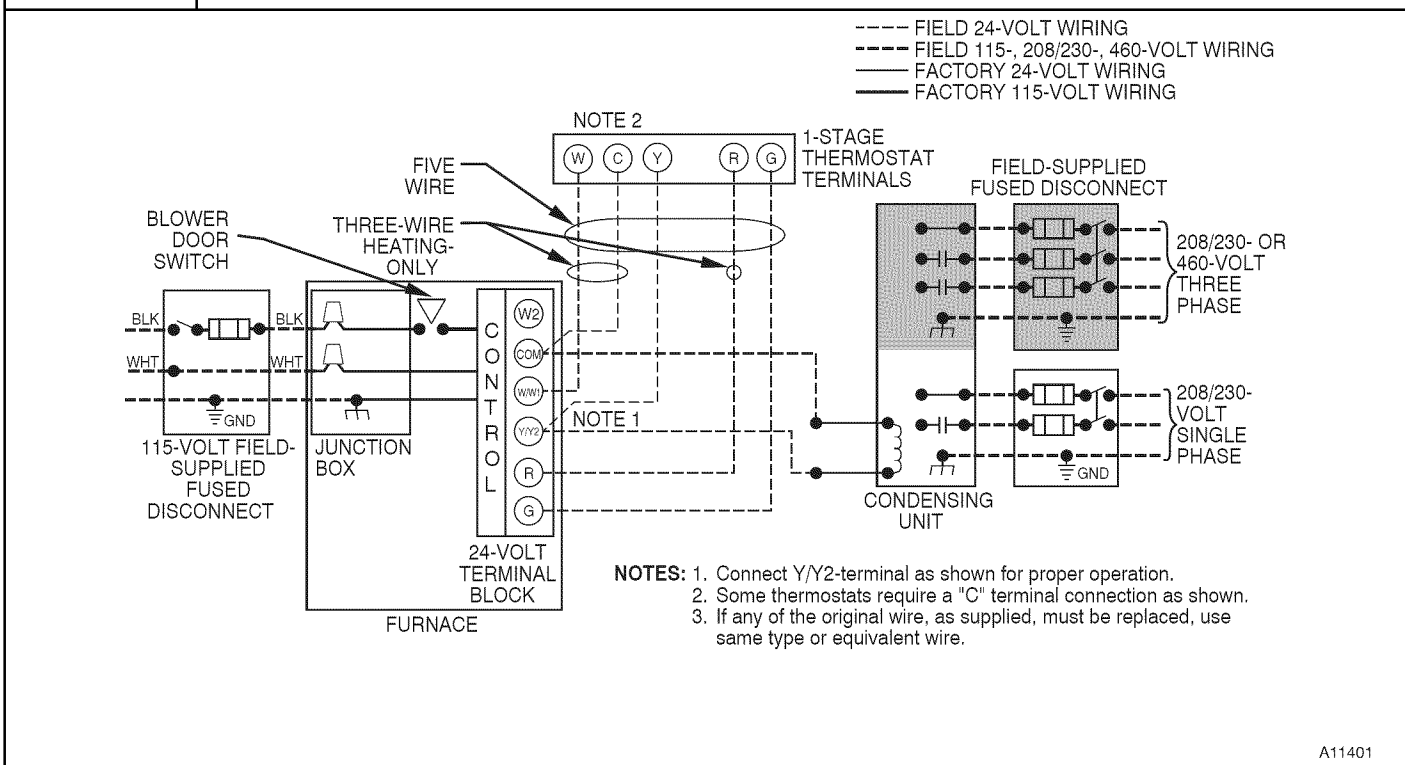 FIELD 24-VOLT WIRING
FIELD 115-, 208/230-, 460-VOLT WIRING
FACTORY 24-VOLT WIRING
FACTORY 115-VOLT WIRING
NOTE 2
W C Y R G
1-STAGE
THERMOSTAT
TERMINALS
FIVE
WIRE
THREE-WIRE
HEATING-
ONLY
BLOWER
DOOR
SWITCH
FIELD-SUPPLIED
FUSED DISCONNECT
208/230- OR
460-VOLT
THREE
PHASE
BLK
BLK
WHT
WHT
GND
115-VOLT FIELD-
SUPPLIED
FUSED
DISCONNECT
JUNCTION
BOX
CONTROL
W2
COM
W/W1
Y/Y2
R
G
NOTE 1
24-VOLT
TERMINAL
BLOCK
FURNACE
208/230-
VOLT
SINGLE
PHASE
GND
CONDENSING
UNIT
NOTES: 1. Connect Y/Y2-terminal as shown for proper operation.
2. Some thermostats require a "C" terminal connection as shown.
3. If any of the original wire, as supplied, must be replaced, use
same type or equivalent wire.
A11401